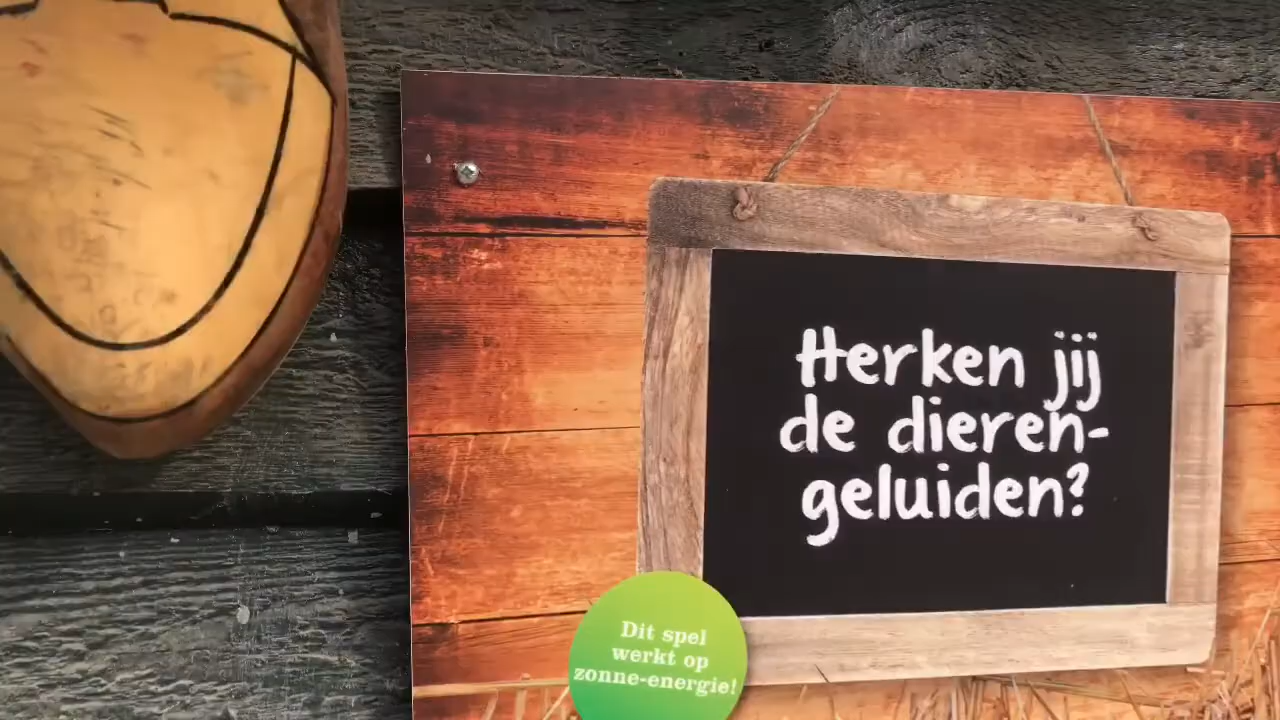 Herken jij
de dieren-
geluiden?
Dit spel
werkt op
zonne-energie!